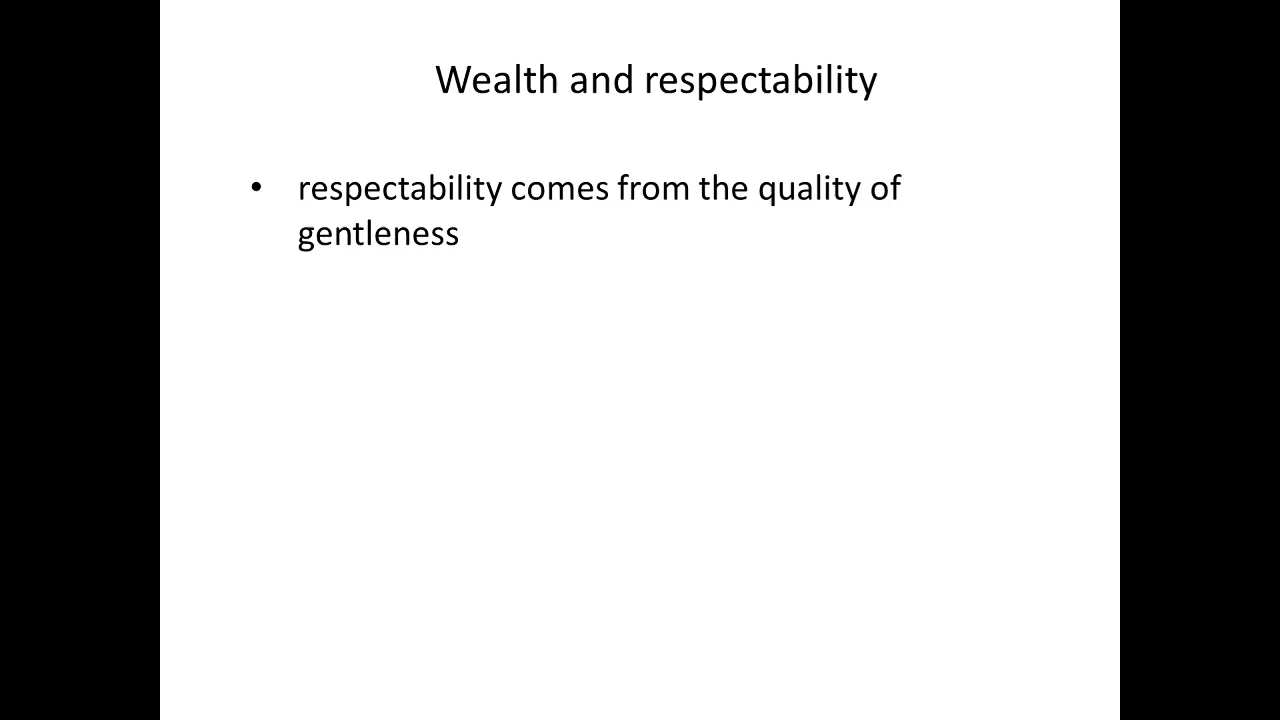 Wealth and respectability
• respectability comes from the quality of
gentleness